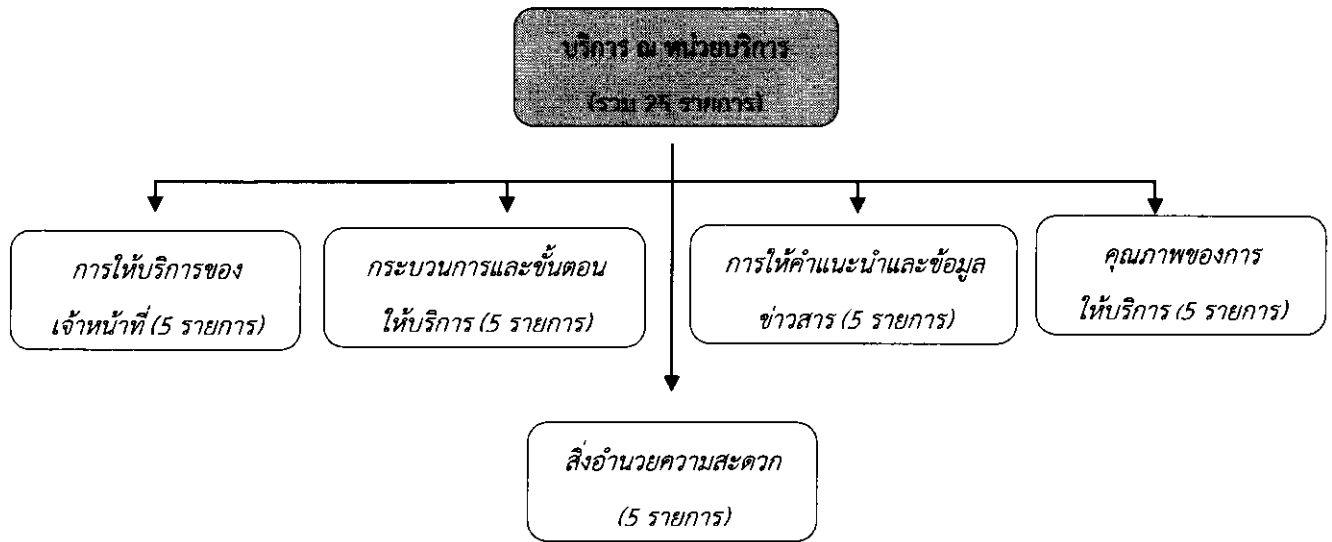 บริการ ณ หน่วยบริการ
(รวม 25 รายการ)
การให้บริการของ
เจ้าหน้าที่ (5 รายการ)
กระบวนการและขั้นตอน
ให้บริการ (5 รายการ)
การให้คำแนะนำและข้อมูล
ข่าวสาร (5 รายการ)
คุณภาพของการ
ให้บริการ (5 รายการ)
สิ่งอำนวยความสะดวก
(5 รายการ)